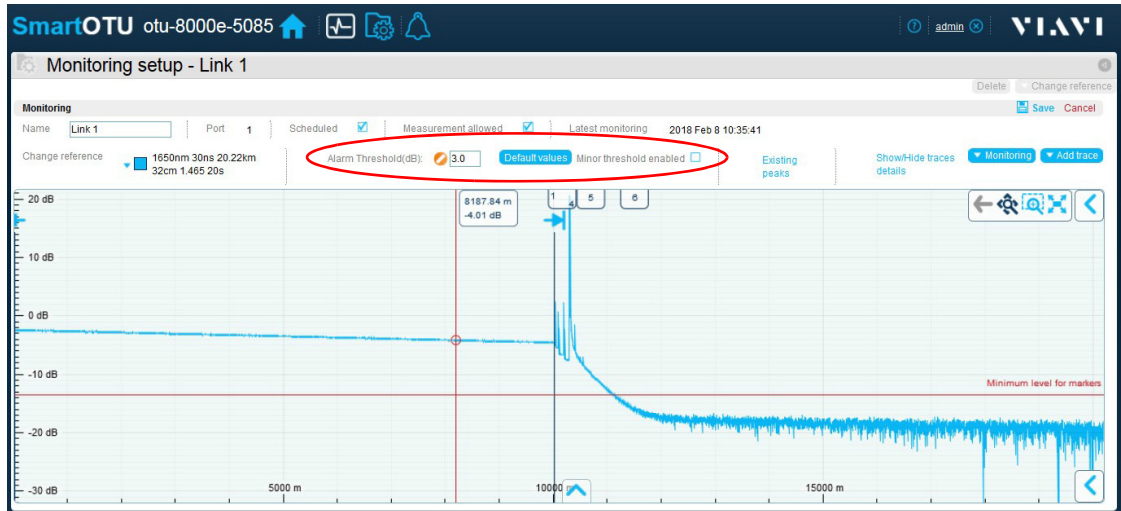 SmartOTU otu-8000e-5085 ? admin VIAVI
Monitoring setup - Link 1
Delete Change reference
Monitoring Save Cancel
Name Link 1 Port 1 Scheduled Measurement allowed Latest monitoring 2018 Feb 8 10:35:41
Change reference 1650nm 30ns 20.22km Alarm Threshold(dB): 3.0 Default values Minor threshold enabled Existing Show/Hide traces Monitoring Add trace
32cm 1.465 20s peaks details
20 dB 8187.84 m 1 4 5 6
-4.01 dB
10 dB
0 dB
-10 dB
Minimum level for markers
-20 dB
-30 dB 5000 m 10000 15000 m